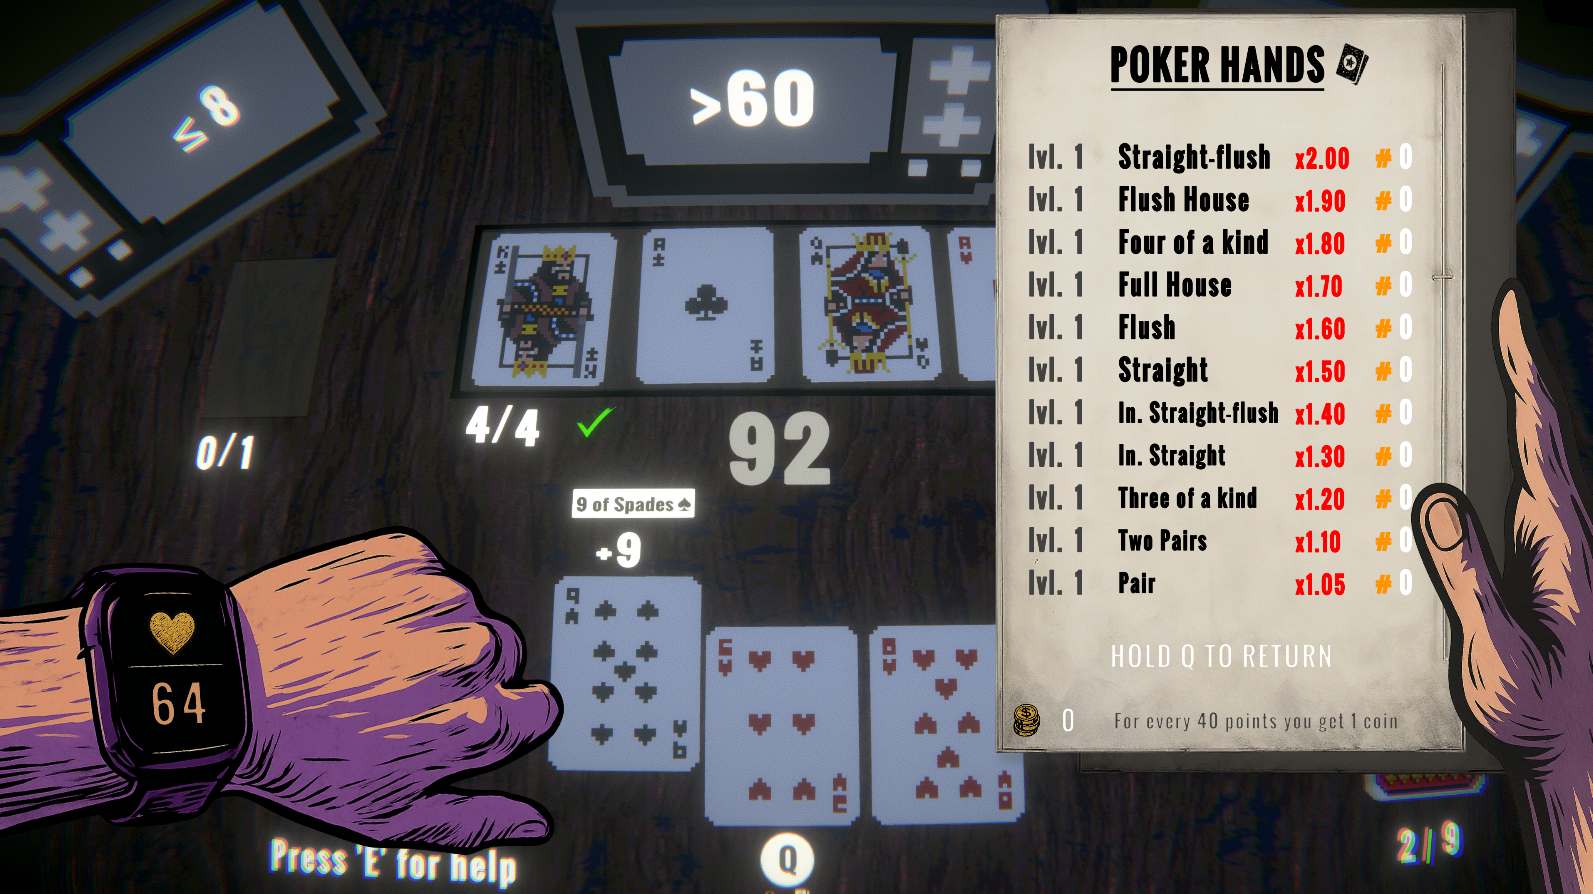 ≤ 8
>60
POKER HANDS
lvl. 1 Straight-flush x2.00 # 0
lvl. 1 Flush House x1.90 # 0
lvl. 1 Four of a kind x1.80 # 0
lvl. 1 Full House x1.70 # 0
lvl. 1 Flush x1.60 # 0
lvl. 1 Straight x1.50 # 0
lvl. 1 In. Straight-flush x1.40 # 0
lvl. 1 In. Straight x1.30 # 0
lvl. 1 Three of a kind x1.20 # 0
lvl. 1 Two Pairs x1.10 # 0
lvl. 1 Pair x1.05 # 0
HOLD Q TO RETURN
0 For every 40 points you get 1 coin
K
A
Q
A
0/1
4/4
92
9 of Spades
+9
9
64
Press 'E' for help
Q
2/9